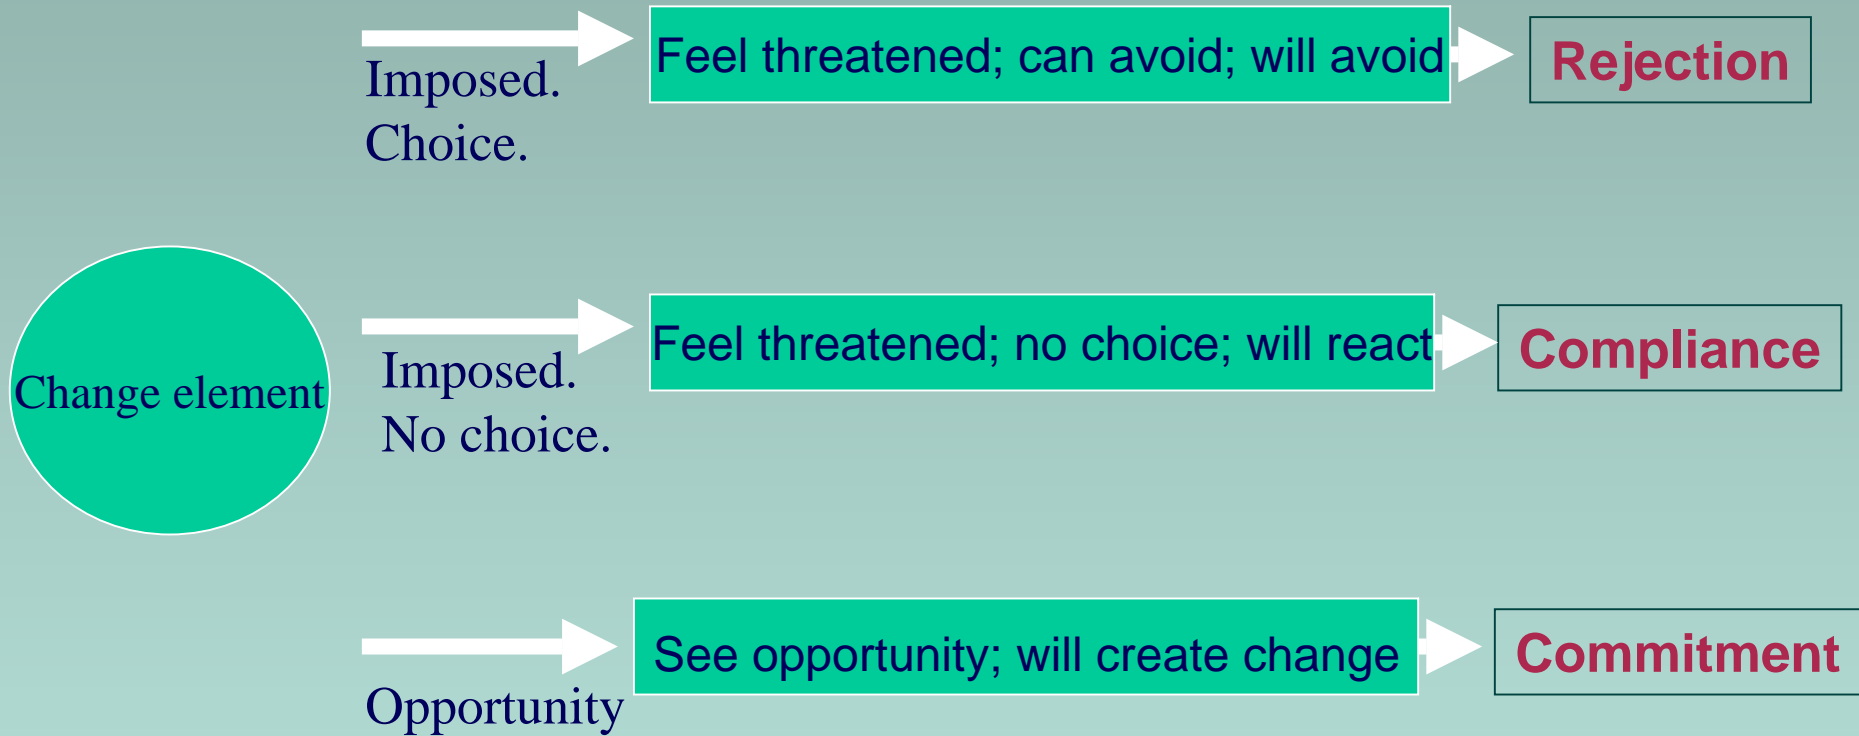 Feel threatened; can avoid; will avoid
Rejection
Imposed.
Choice.
Change element
Feel threatened; no choice; will react
Compliance
Imposed.
No choice.
See opportunity; will create change
Commitment
Opportunity